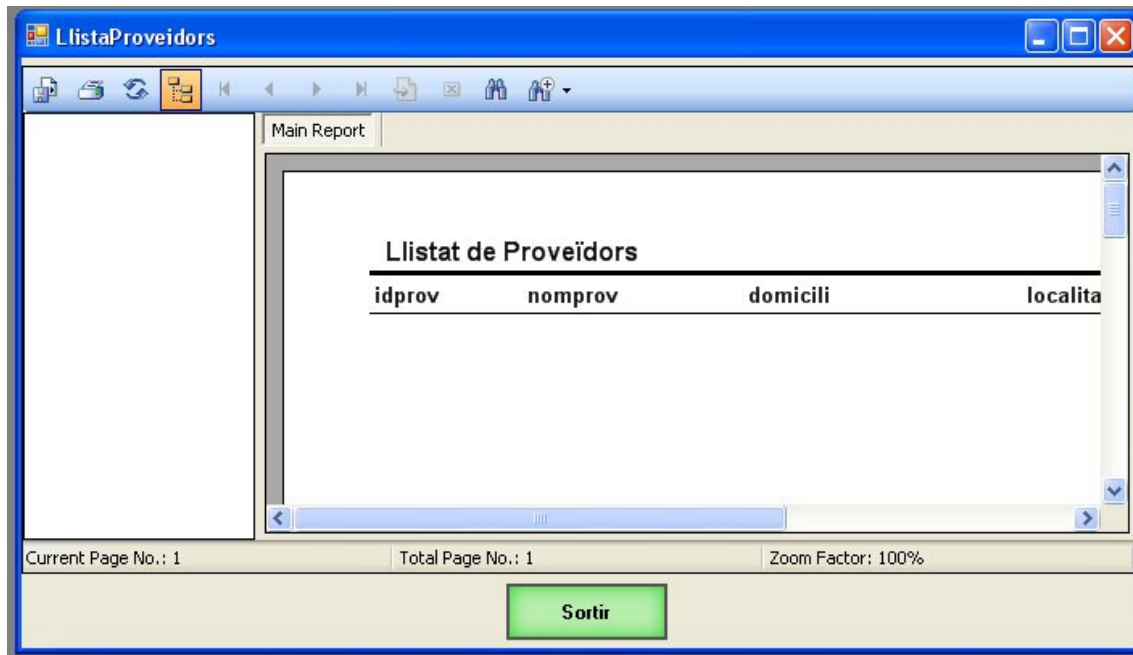 LlistaProveidors
Main Report
Llistat de Proveïdors
idprov nomprov domicili localita
Current Page No.: 1 Total Page No.: 1 Zoom Factor: 100%
Sortir